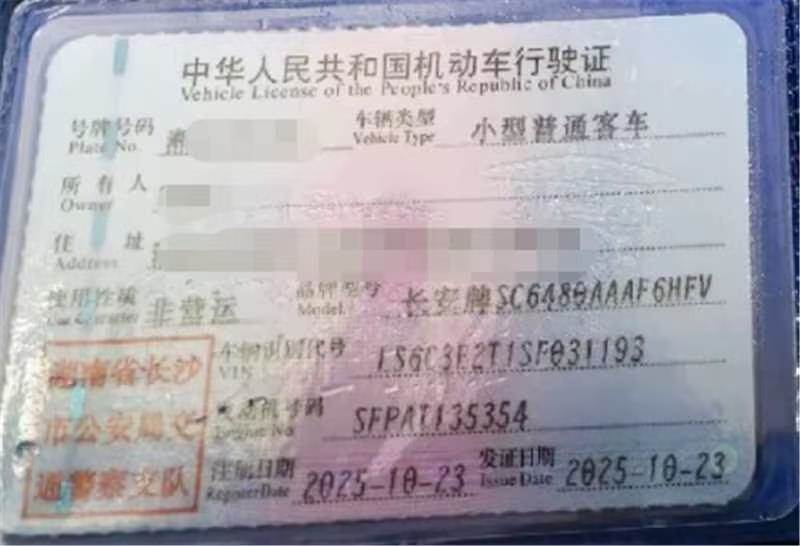 中华人民共和国机动车行驶证
Vehicle License of the People's Republic of China
号牌号码 湘 车辆类型 小型普通客车
Plate No. Vehicle Type
所有人
Owner
住址
Address
使用性质 非营运 品牌型号 长安牌SC6480AAAF6HFV
Use Character Model
车辆识别代号 LS6C3F2T1SF031193
VIN
发动机号码 SFPAT135354
Engine No.
注册日期 2025-10-23 发证日期 2025-10-23
Register Date Issue Date
湖南省长沙
市公安局交
通警察支队